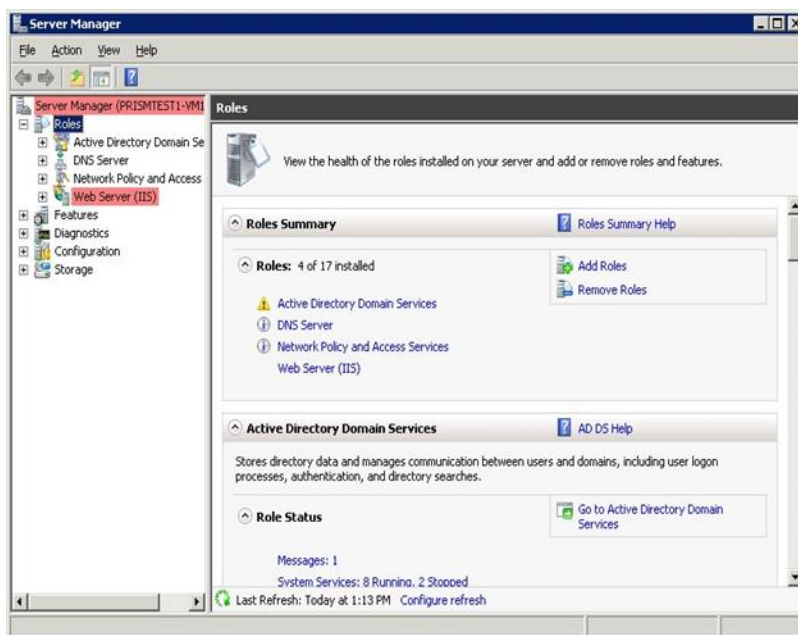 Server Manager
File Action View Help
Server Manager (PRISMTEST1-VM1
Roles
Active Directory Domain Se
DNS Server
Network Policy and Access
Web Server (IIS)
Features
Diagnostics
Configuration
Storage
Roles
View the health of the roles installed on your server and add or remove roles and features.
Roles Summary
Roles Summary Help
Roles: 4 of 17 installed
Add Roles
Remove Roles
Active Directory Domain Services
DNS Server
Network Policy and Access Services
Web Server (IIS)
Active Directory Domain Services
AD DS Help
Stores directory data and manages communication between users and domains, including user logon
processes, authentication, and directory searches.
Role Status
Go to Active Directory Domain
Services
Messages: 1
System Services: 8 Running, 2 Stopped
Last Refresh: Today at 1:13 PM Configure refresh